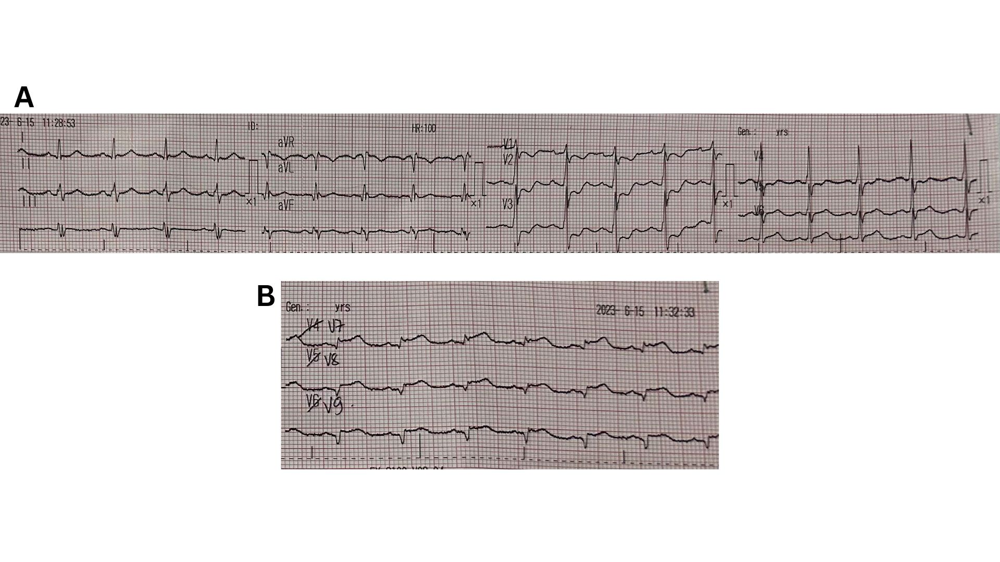 A
23- 6-15 11:28:53
ID:
HR:100
Gen. : yrs
I
aVR
V1
V4
II
aVL
V2
V5
III
aVF
V3
V6
×1
×1
×1
×1
B
Gen. : yrs
2023- 6-15 11:32:33
V4 V7
V5 V8
V6 V9